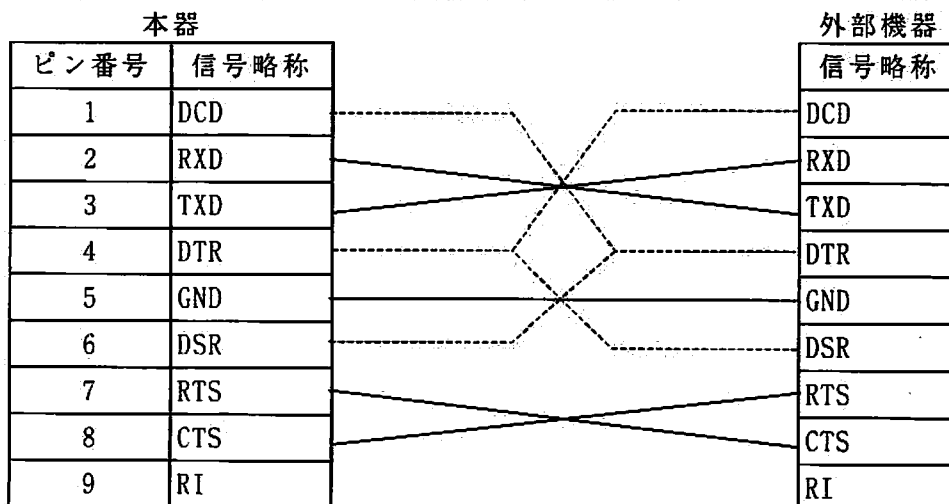 本器 外部機器
ピン番号 信号略称 信号略称
1 DCD DCD
2 RXD RXD
3 TXD TXD
4 DTR DTR
5 GND GND
6 DSR DSR
7 RTS RTS
8 CTS CTS
9 RI RI